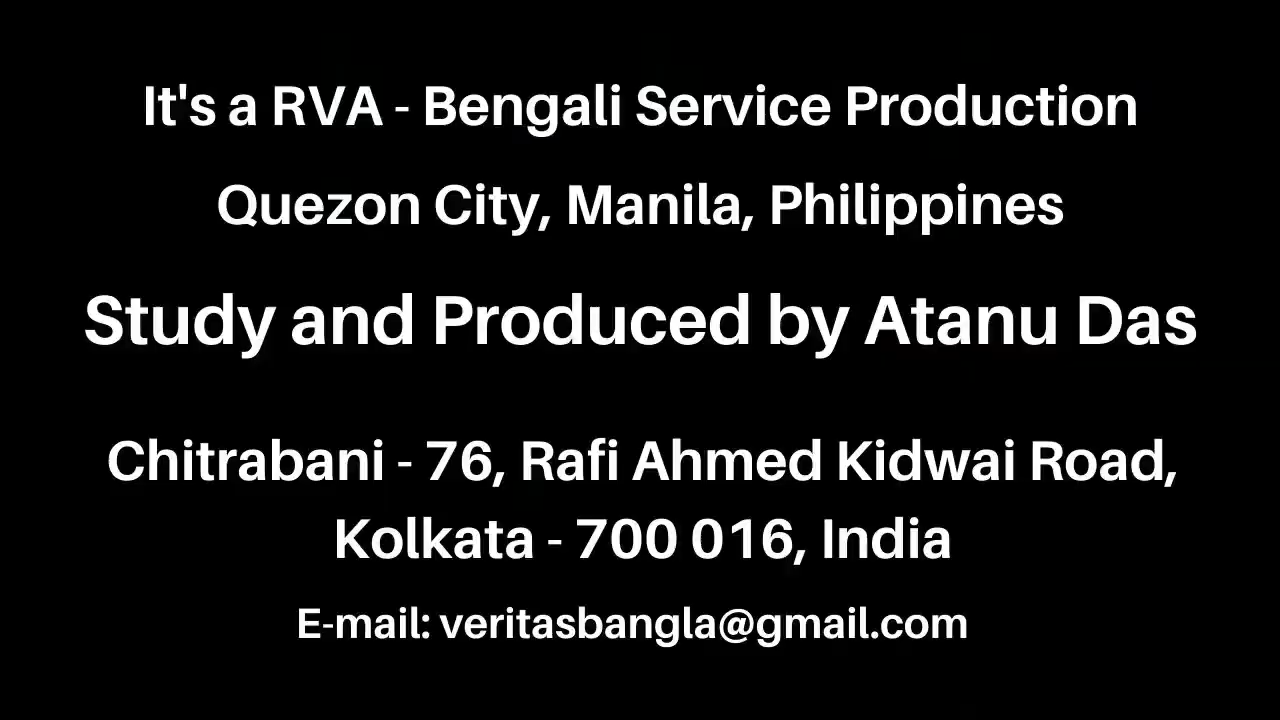 It's a RVA - Bengali Service Production
Quezon City, Manila, Philippines
Study and Produced by Atanu Das
Chitrabani - 76, Rafi Ahmed Kidwai Road,
Kolkata - 700 016, India
E-mail: veritasbangla@gmail.com